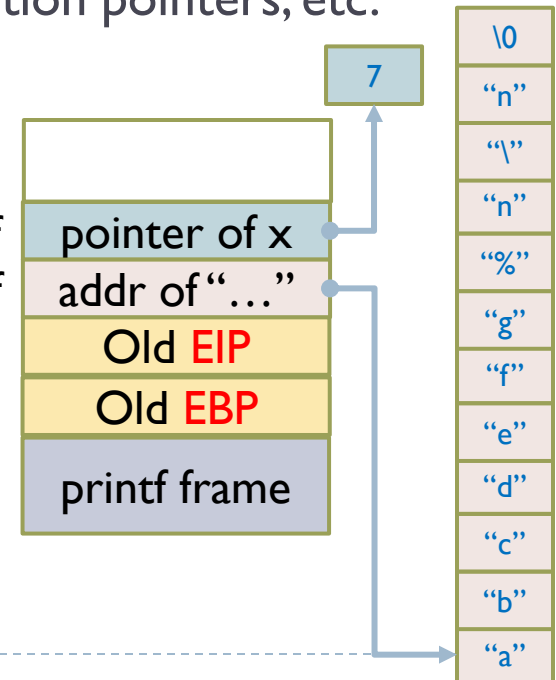 tion pointers, etc.
7
f
pointer of x
f
addr of “...”
Old EIP
Old EBP
printf frame
\0
“n”
“\”
“n”
“%”
“g”
“f”
“e”
“d”
“c”
“b”
“a”